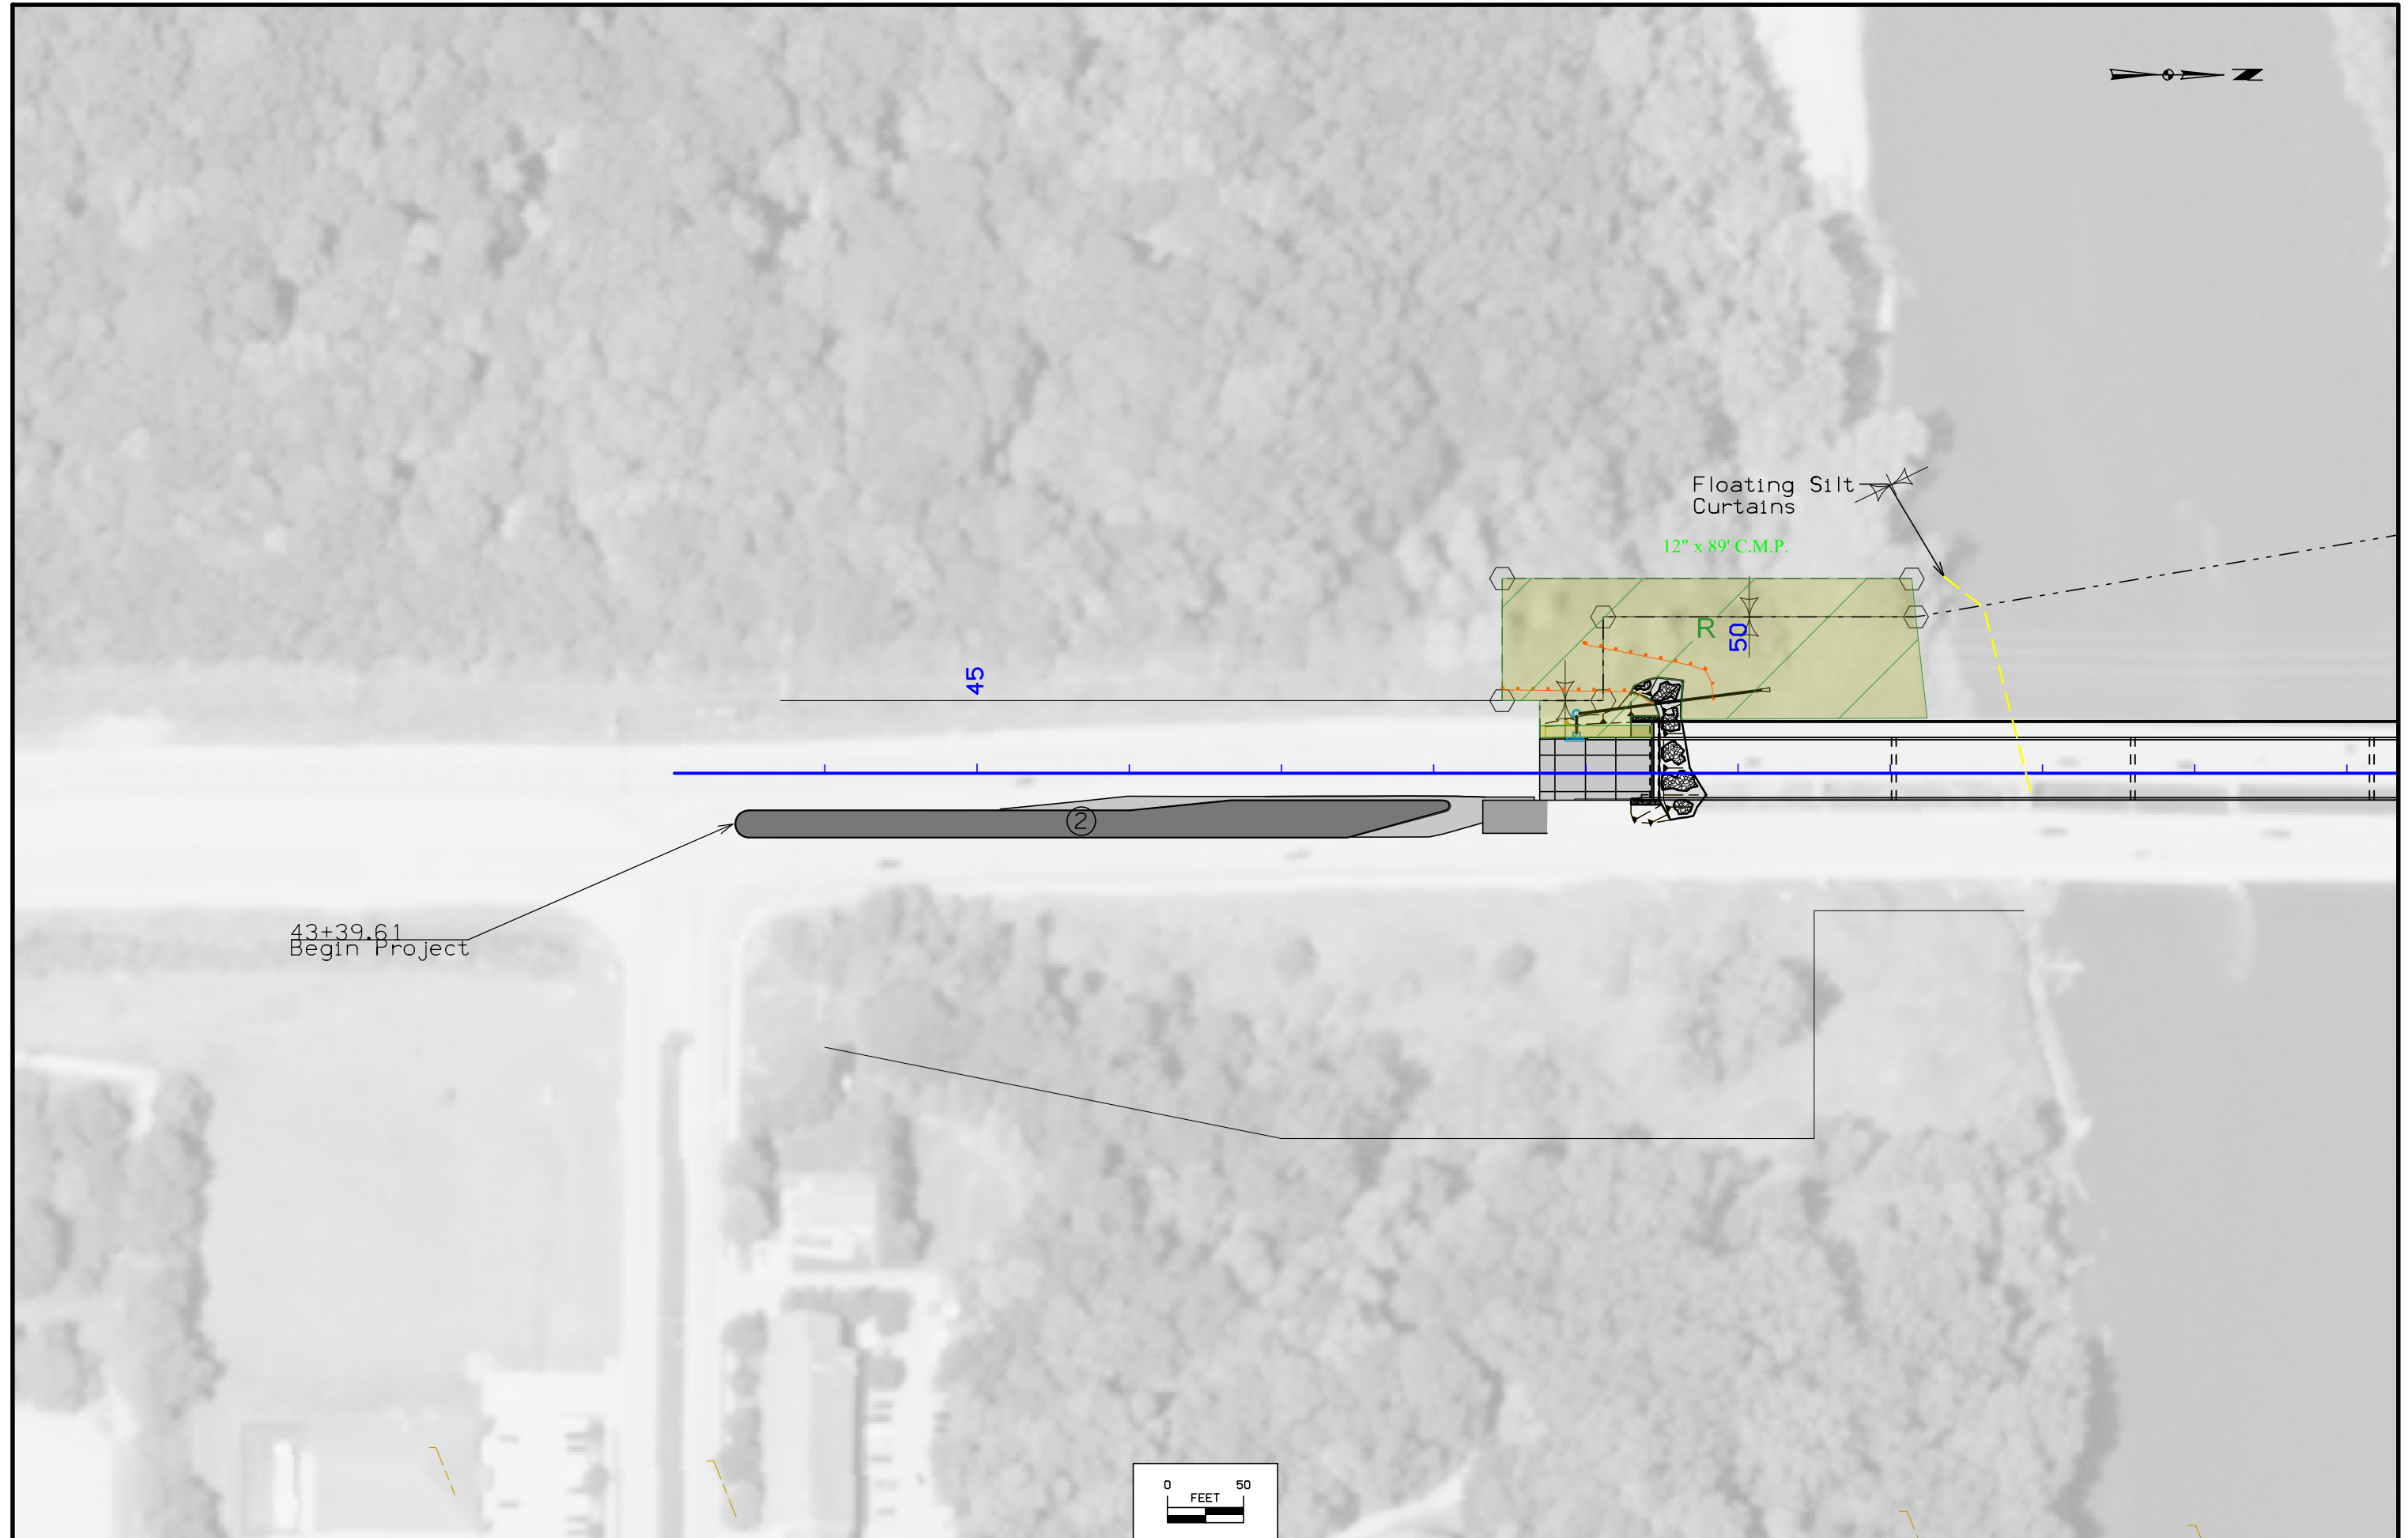 N
Floating Silt
Curtains
12" x 89' C.M.P.
R
50
45
2
43+39.61
Begin Project
0 50
FEET